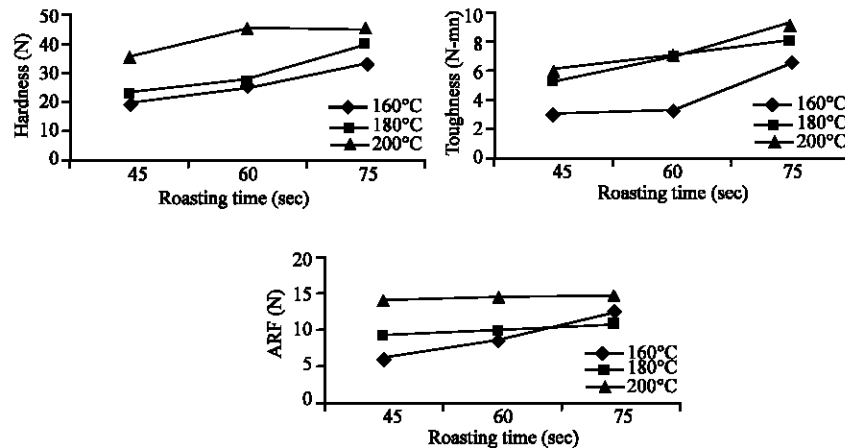 Hardness (N)
50
40
30
20
10
0
160°C
180°C
200°C
45 60 75
Roasting time (sec)
Toughness (N-mn)
10
8
6
4
2
0
160°C
180°C
200°C
45 60 75
Roasting time (sec)
ARF (N)
20
15
10
5
0
160°C
180°C
200°C
45 60 75
Roasting time (sec)